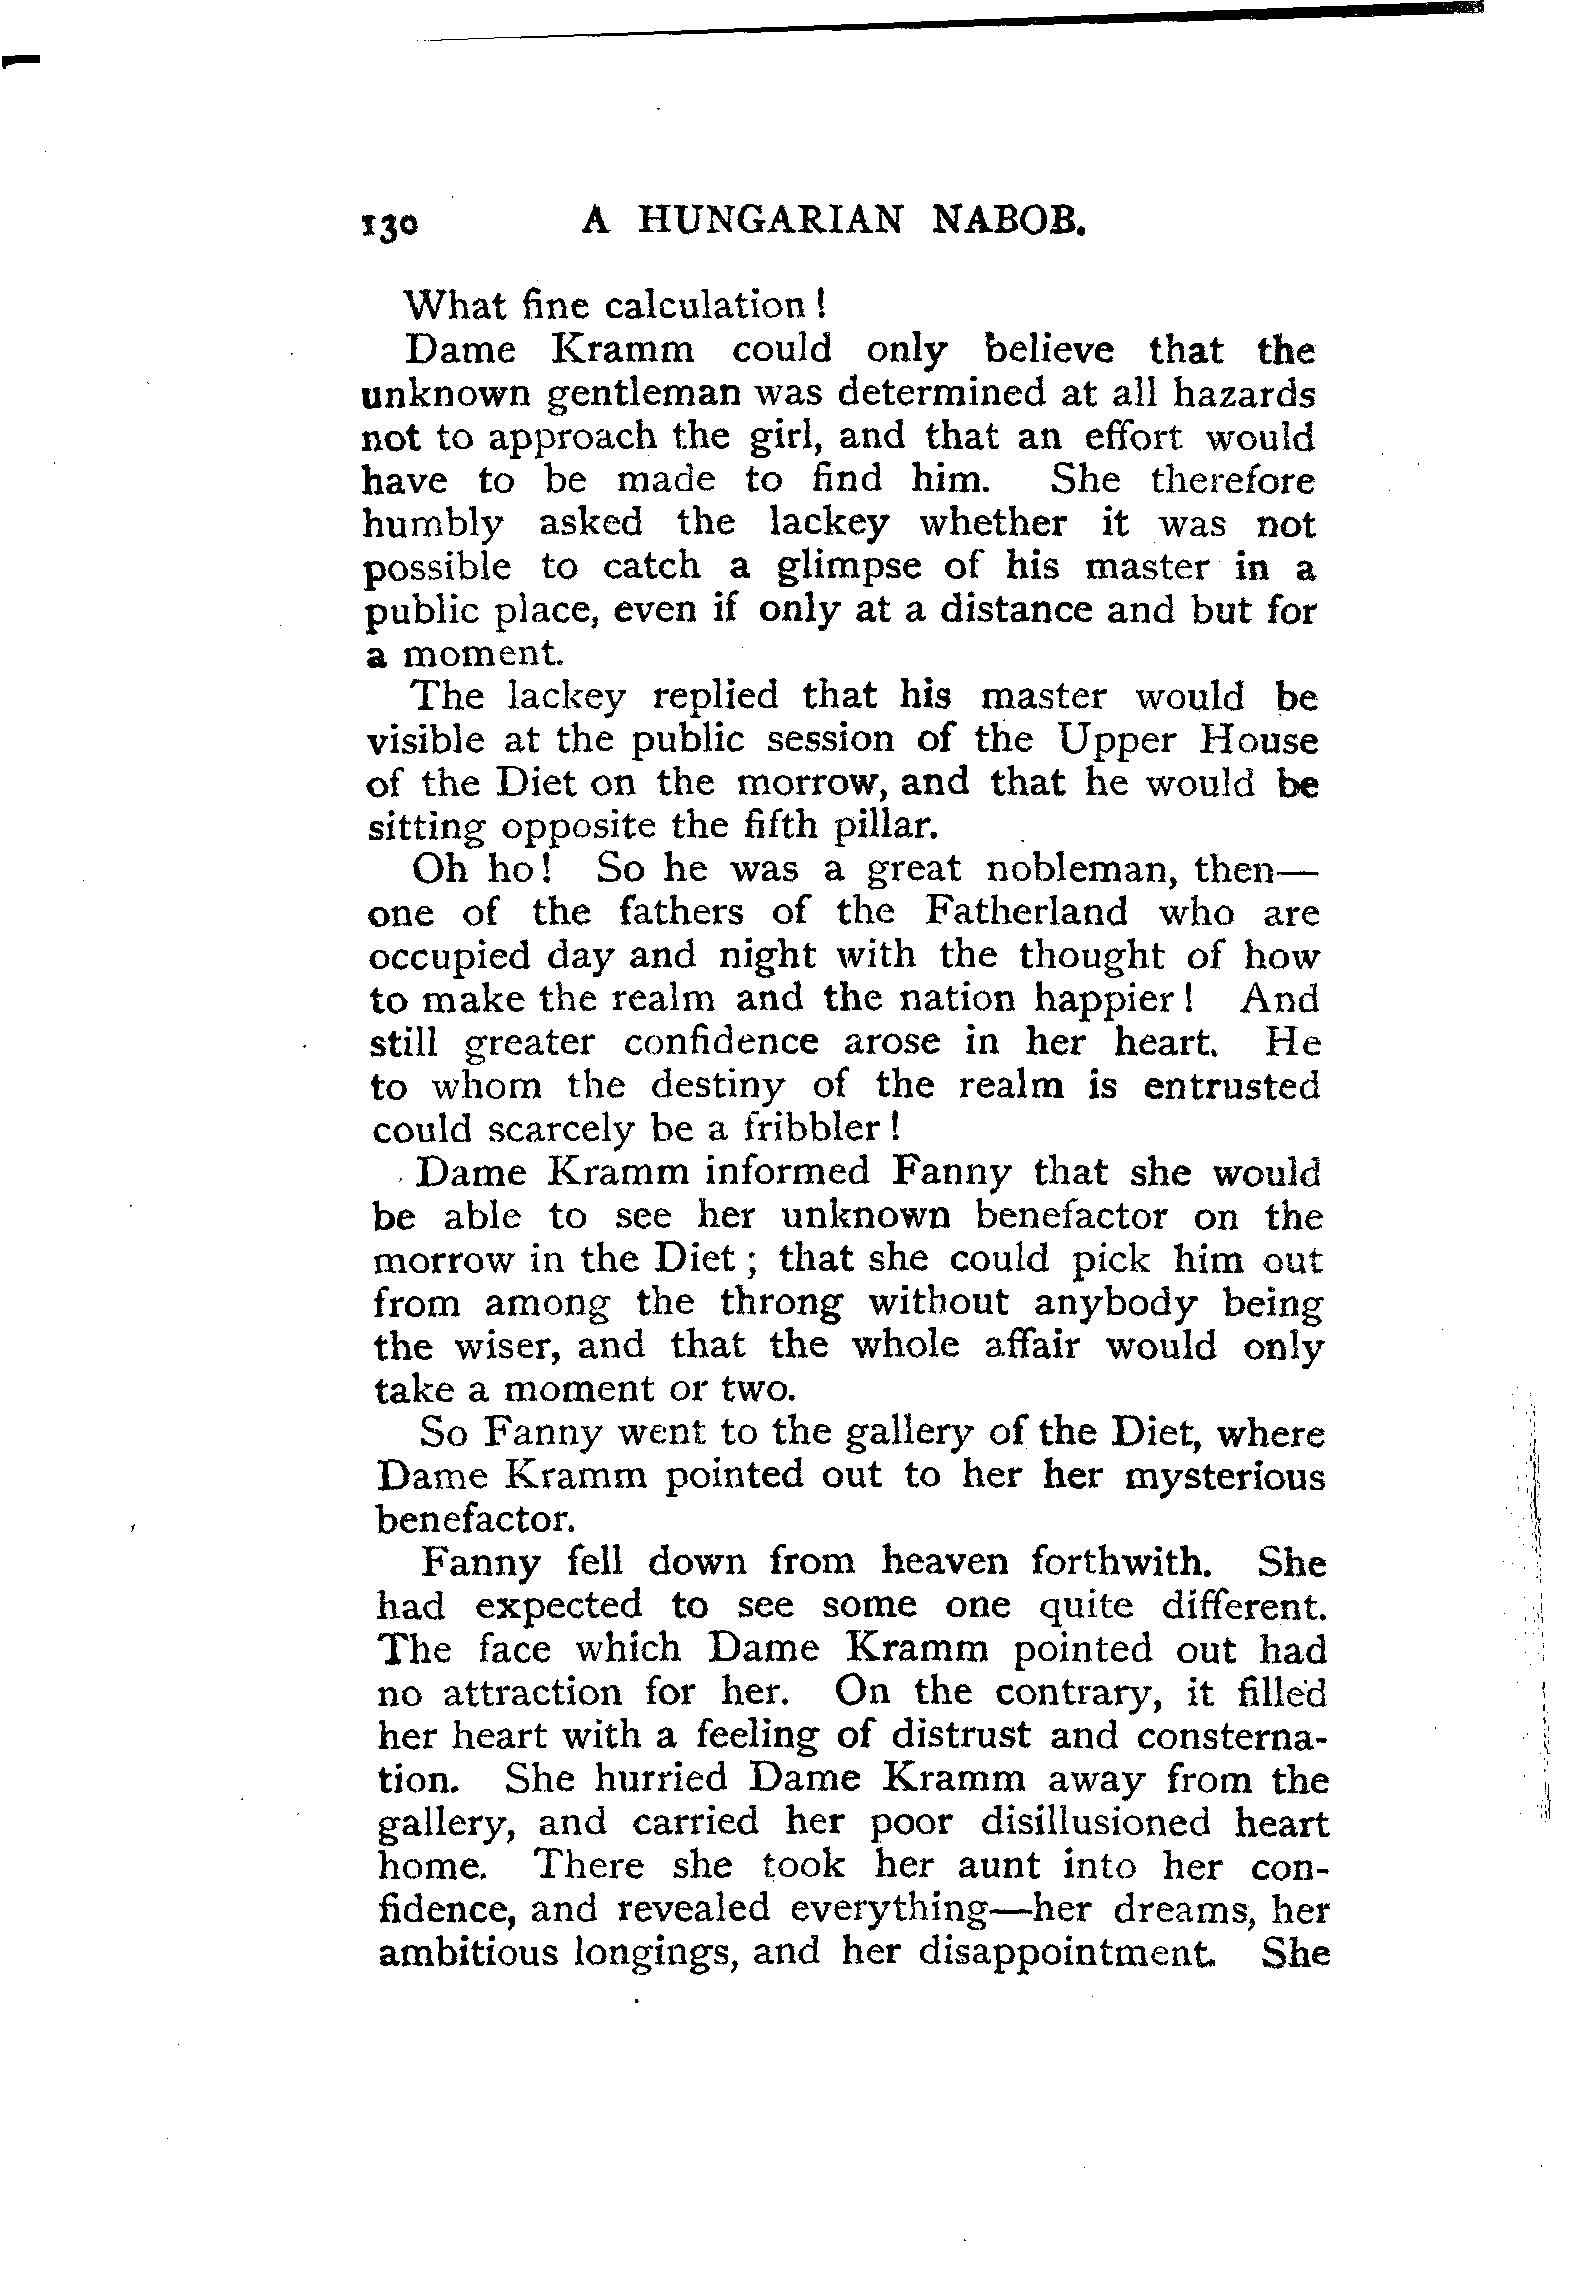 130 A HUNGARIAN NABOB.
What fine calculation !
Dame Kramm could only believe that the
unknown gentleman was determined at all hazards
not to approach the girl, and that an effort would
have to be made to find him. She therefore
humbly asked the lackey whether it was not
possible to catch a glimpse of his master in a
public place, even if only at a distance and but for
a moment.
The lackey replied that his master would be
visible at the public session of the Upper House
of the Diet on the morrow, and that he would be
sitting opposite the fifth pillar.
Oh ho! So he was a great nobleman, then—
one of the fathers of the Fatherland who are
occupied day and night with the thought of how
to make the realm and the nation happier! And
still greater confidence arose in her heart. He
to whom the destiny of the realm is entrusted
could scarcely be a fribbler !
Dame Kramm informed Fanny that she would
be able to see her unknown benefactor on the
morrow in the Diet ; that she could pick him out
from among the throng without anybody being
the wiser, and that the whole affair would only
take a moment or two.
So Fanny went to the gallery of the Diet, where
Dame Kramm pointed out to her her mysterious
benefactor.
Fanny fell down from heaven forthwith. She
had expected to see some one quite different.
The face which Dame Kramm pointed out had
no attraction for her. On the contrary, it filled
her heart with a feeling of distrust and consterna-
tion. She hurried Dame Kramm away from the
gallery, and carried her poor disillusioned heart
home. There she took her aunt into her con-
fidence, and revealed everything—her dreams, her
ambitious longings, and her disappointment. She